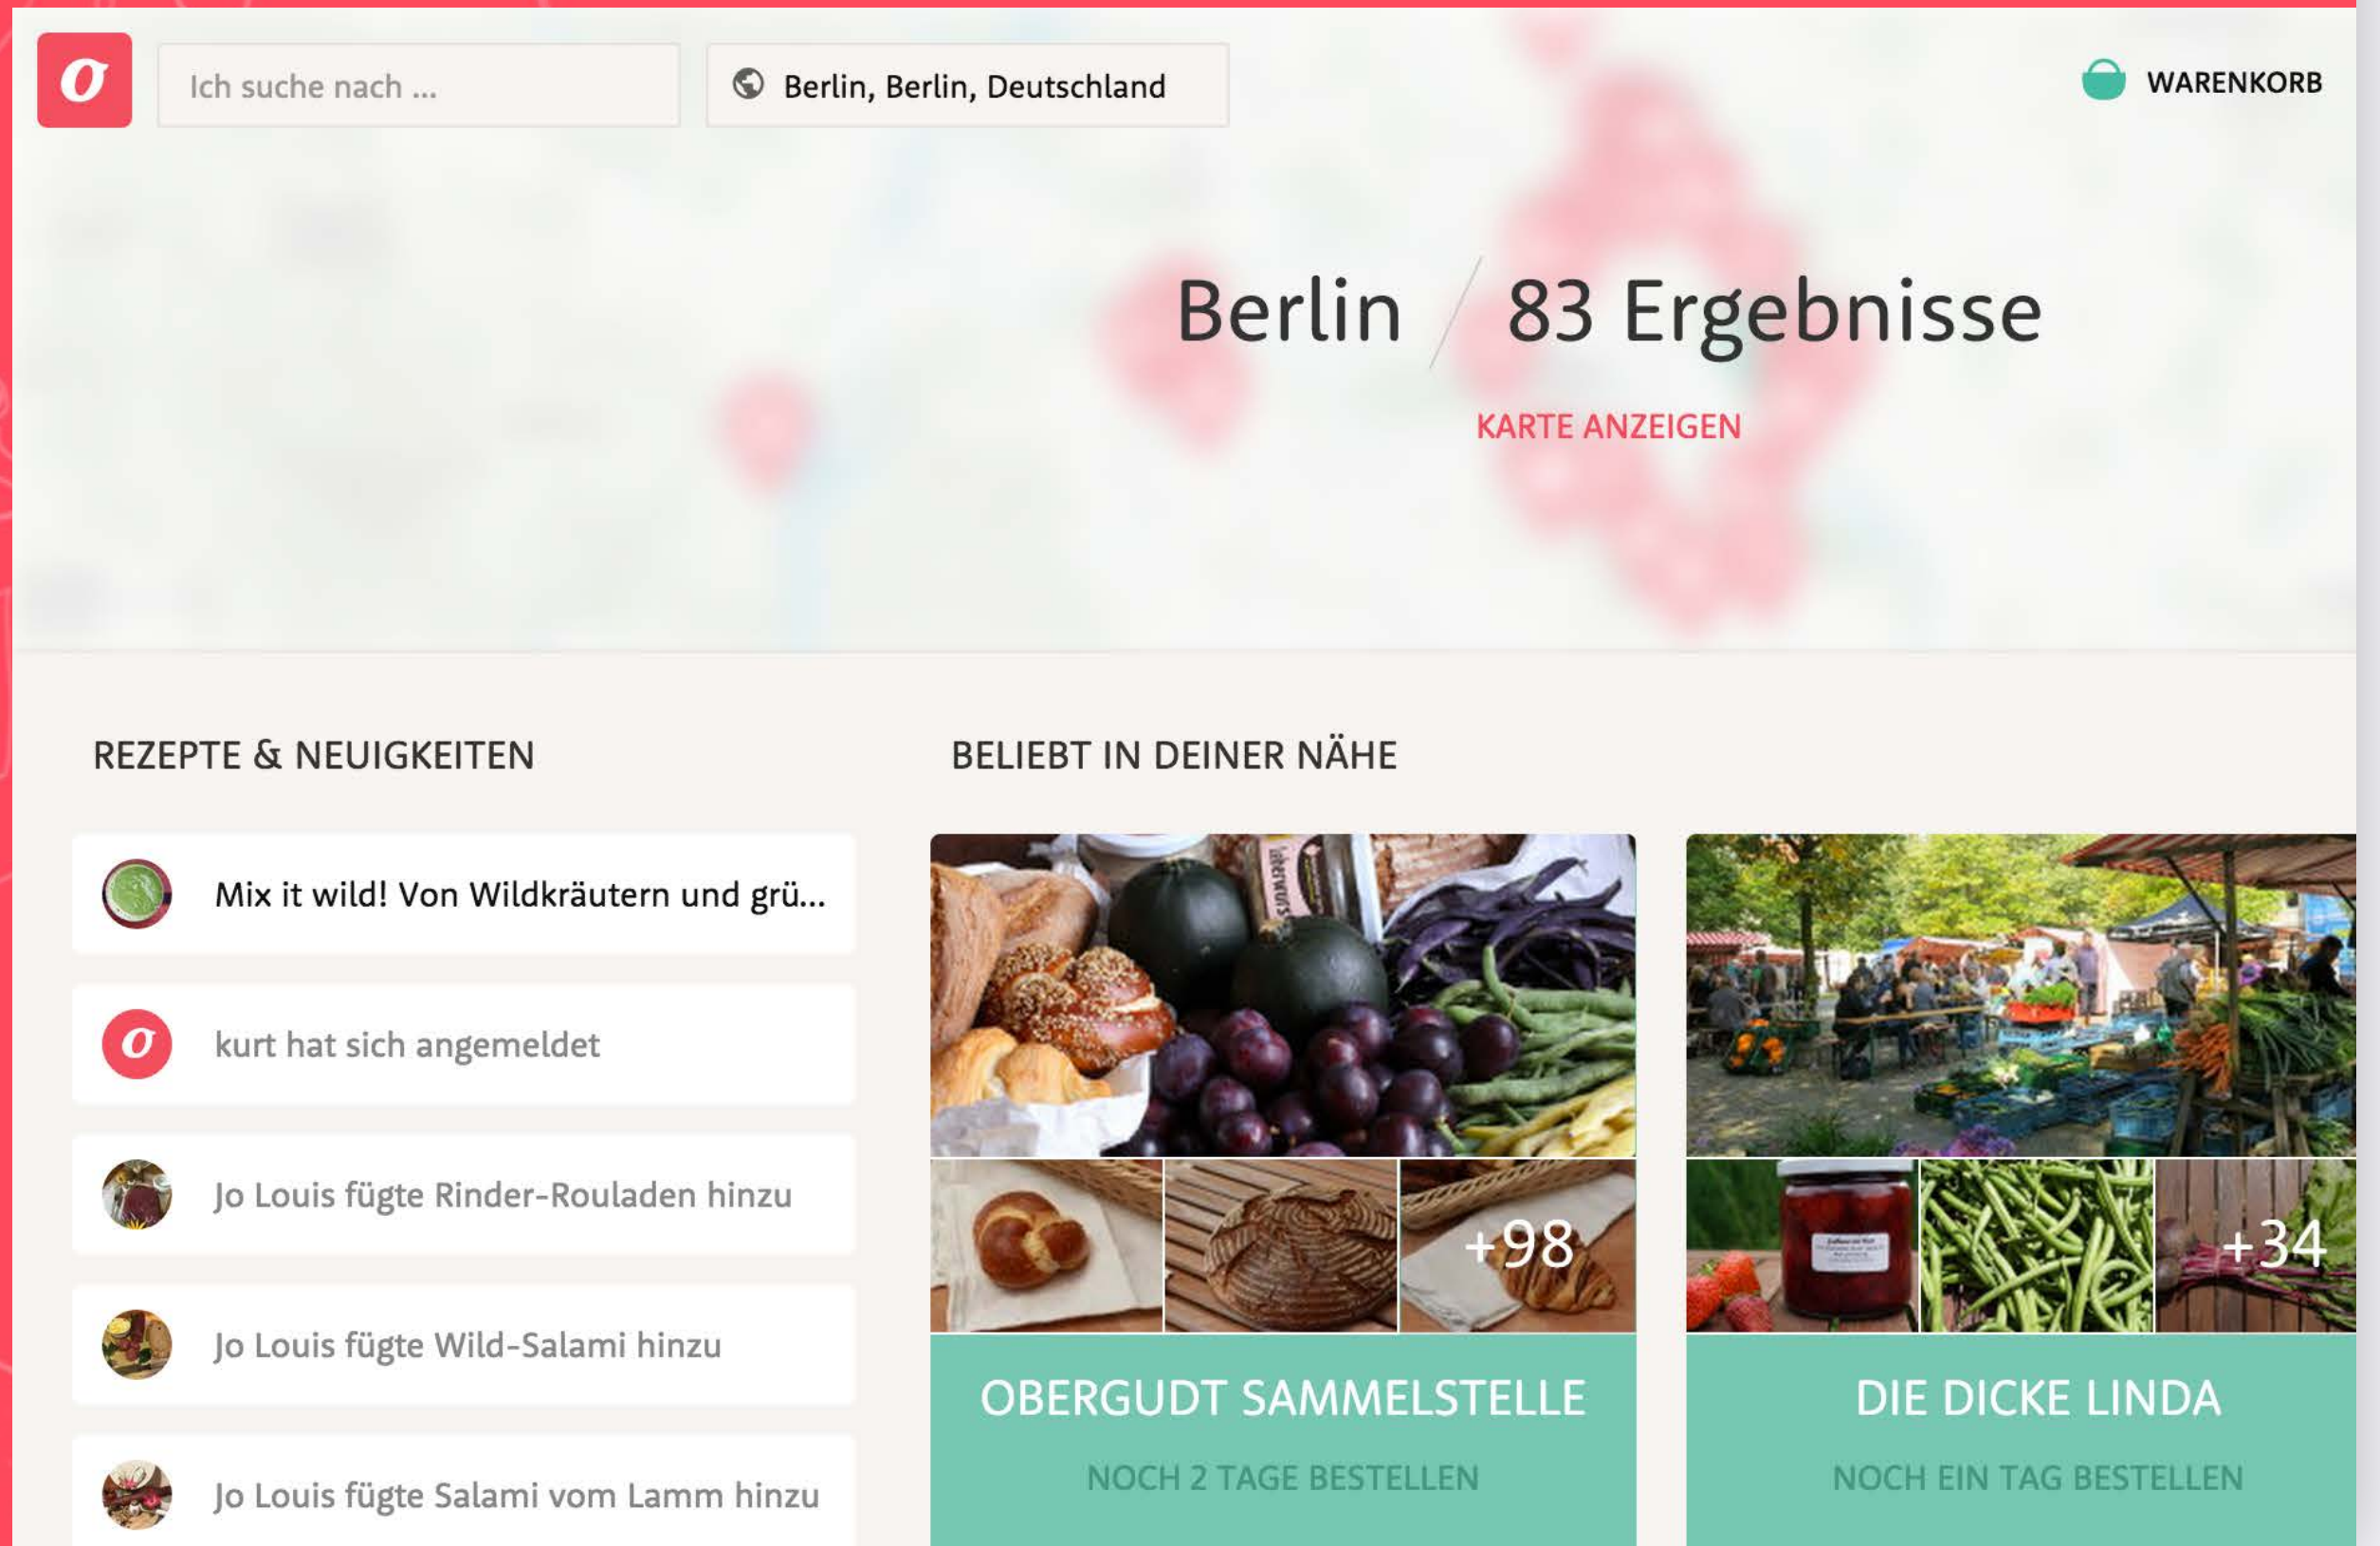 o
Ich suche nach ...
Berlin, Berlin, Deutschland
WARENKORB
Berlin / 83 Ergebnisse
KARTE ANZEIGEN
REZEPTE & NEUIGKEITEN
Mix it wild! Von Wildkräutern und grü...
o
kurt hat sich angemeldet
Jo Louis fügte Rinder-Rouladen hinzu
Jo Louis fügte Wild-Salami hinzu
Jo Louis fügte Salami vom Lamm hinzu
BELIEBT IN DEINER NÄHE
+98
OBERGUDT SAMMELSTELLE
NOCH 2 TAGE BESTELLEN
+34
DIE DICKE LINDA
NOCH EIN TAG BESTELLEN